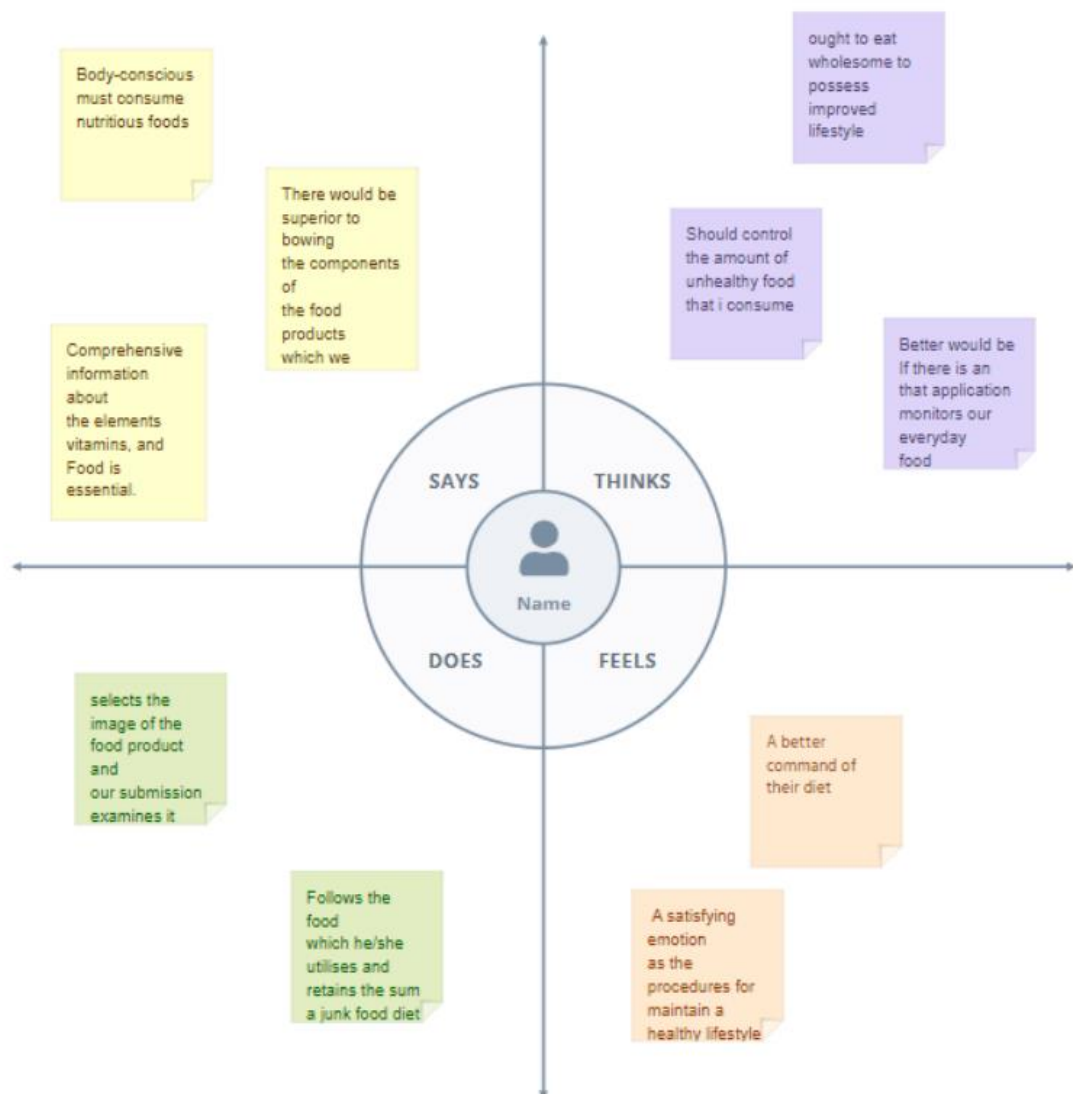 Body-conscious
must consume
nutritious foods
There would be
superior to
bowing
the components
of
the food
products
which we
Comprehensive
information
about
the elements
vitamins, and
Food is
essential.
ought to eat
wholesome to
possess
improved
lifestyle
Should control
the amount of
unhealthy food
that i consume
Better would be
If there is an
that application
monitors our
everyday
food
SAYS
THINKS
Name
DOES
FEELS
selects the
image of the
food product
and
our submission
examines it
Follows the
food
which he/she
utilises and
retains the sum
a junk food diet
A better
command of
their diet
A satisfying
emotion
as the
procedures for
maintain a
healthy lifestyle